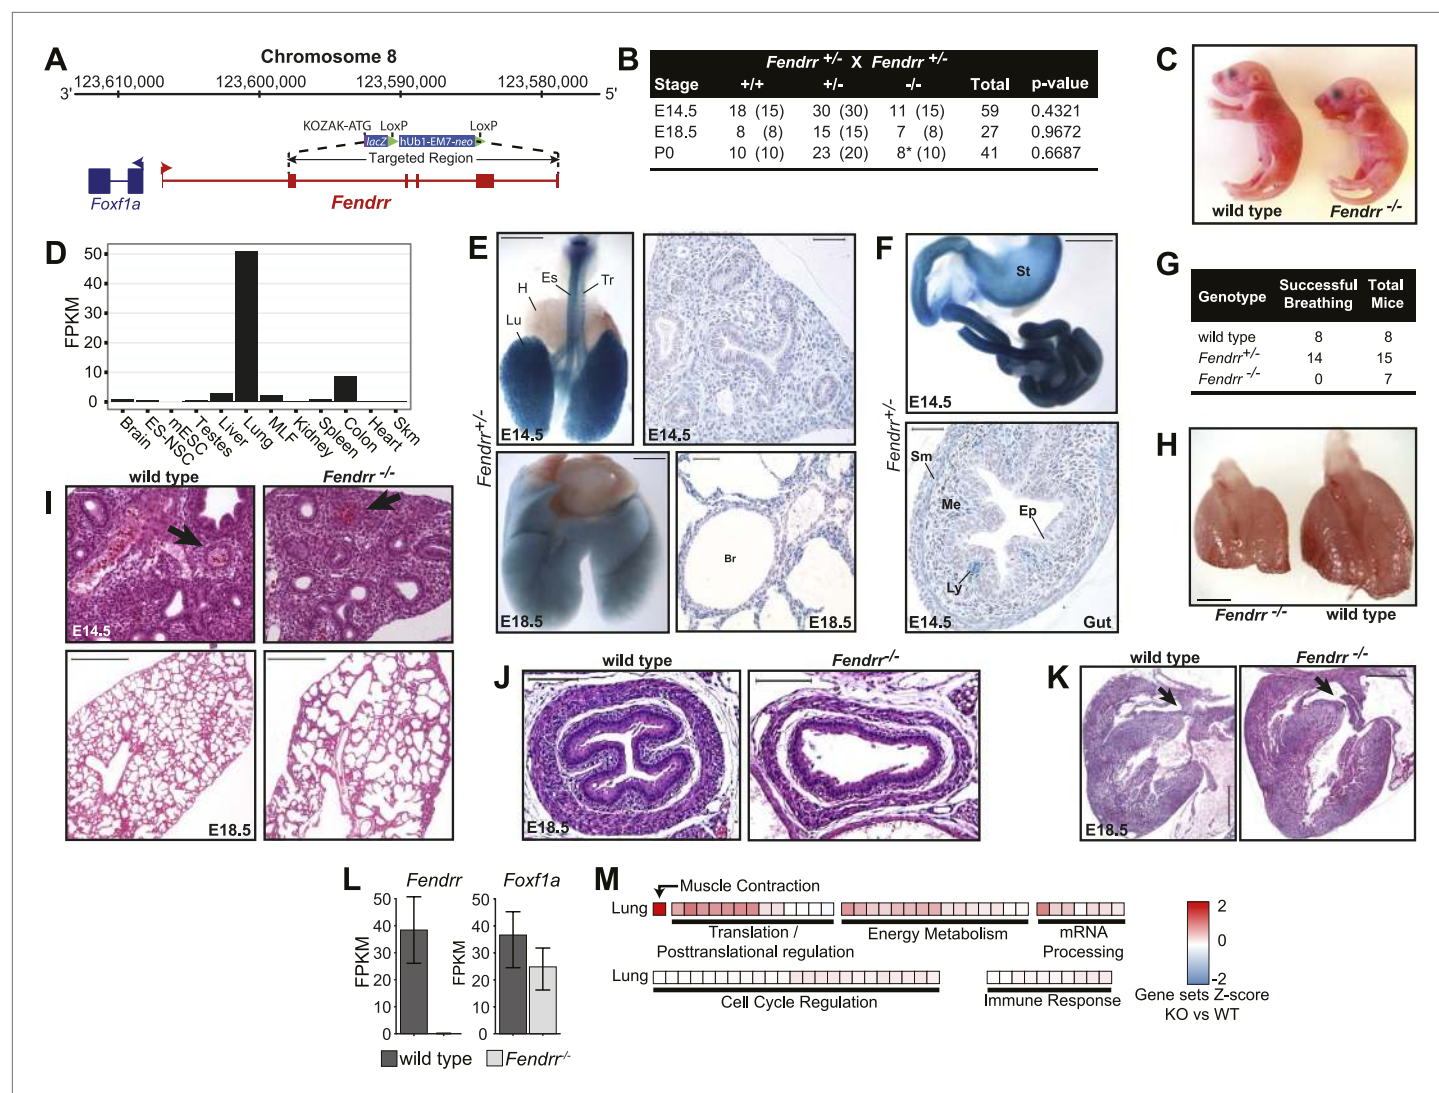 A
Chromosome 8
123,610,000 123,600,000 123,590,000 123,580,000
3' 5'
KOZAK-ATG LoxP LoxP
lacZ hUb1-EM7-neo
Targeted Region
Foxf1a
Fendrr
B
Fendrr +/- X Fendrr +/-
Stage +/+ +/- -/- Total p-value
E14.5 18 (15) 30 (30) 11 (15) 59 0.4321
E18.5 8 (8) 15 (15) 7 (8) 27 0.9672
P0 10 (10) 23 (20) 8* (10) 41 0.6687
C
wild type Fendrr -/-
D
FPKM
50
40
30
20
10
0
Brain ES-NSC mESC Testes Liver Lung MLF Kidney Spleen Colon Heart Skm
E
Fendrr+/-
H Es Tr
Lu
E14.5 E14.5
Br
E18.5 E18.5
F
Fendrr+/-
St
E14.5
Sm
Me
Ep
Ly
E14.5 Gut
G
Genotype Successful Breathing Total Mice
wild type 8 8
Fendrr+/- 14 15
Fendrr -/- 0 7
H
Fendrr -/- wild type
I
wild type Fendrr -/-
E14.5
E18.5
J
wild type Fendrr-/-
E18.5
K
wild type Fendrr -/-
E18.5
L
Fendrr Foxf1a
FPKM FPKM
50 50
40 40
30 30
20 20
10 10
0 0
wild type Fendrr-/-
M
Muscle Contraction
Lung
Translation / Posttranslational regulation
Energy Metabolism
mRNA Processing
Lung
Cell Cycle Regulation
Immune Response
2
0
-2
Gene sets Z-score
KO vs WT